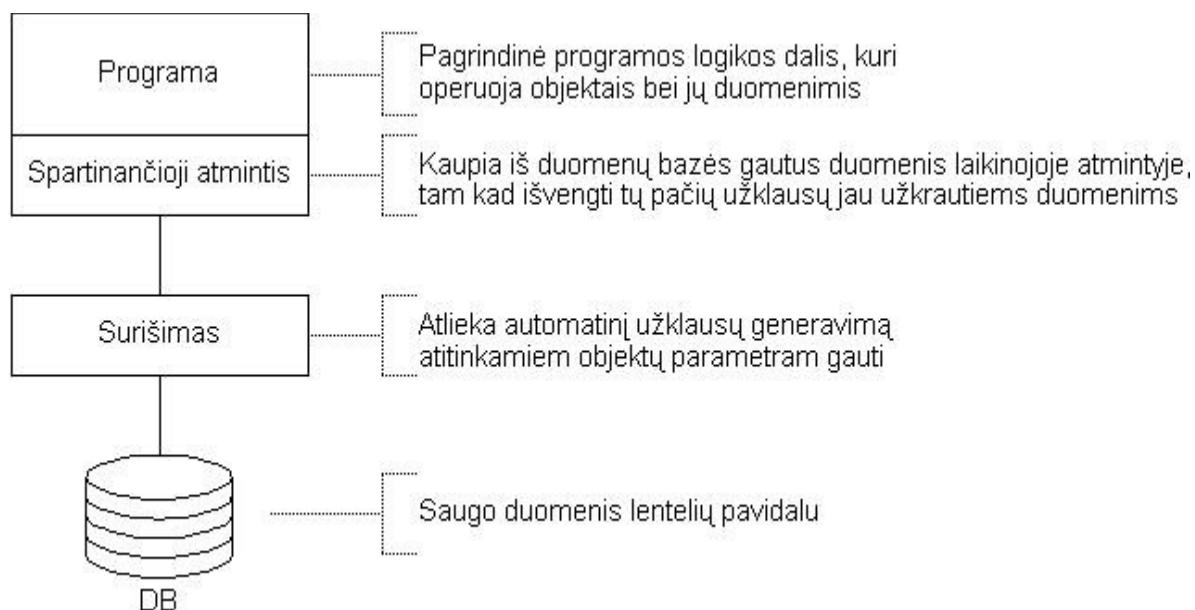 Programa
Pagrindinė programos logikos dalis, kuri
operuoja objektais bei jų duomenimis
Spartinančioji atmintis
Kaupia iš duomenų bazės gautus duomenis laikinojoje atmintyje,
tam kad išvengti tų pačių užklausų jau užkrautiems duomenims
Surišimas
Atlieka automatinį užklausų generavimą
atitinkamiem objektų parametram gauti
Saugo duomenis lentelių pavidalu
DB